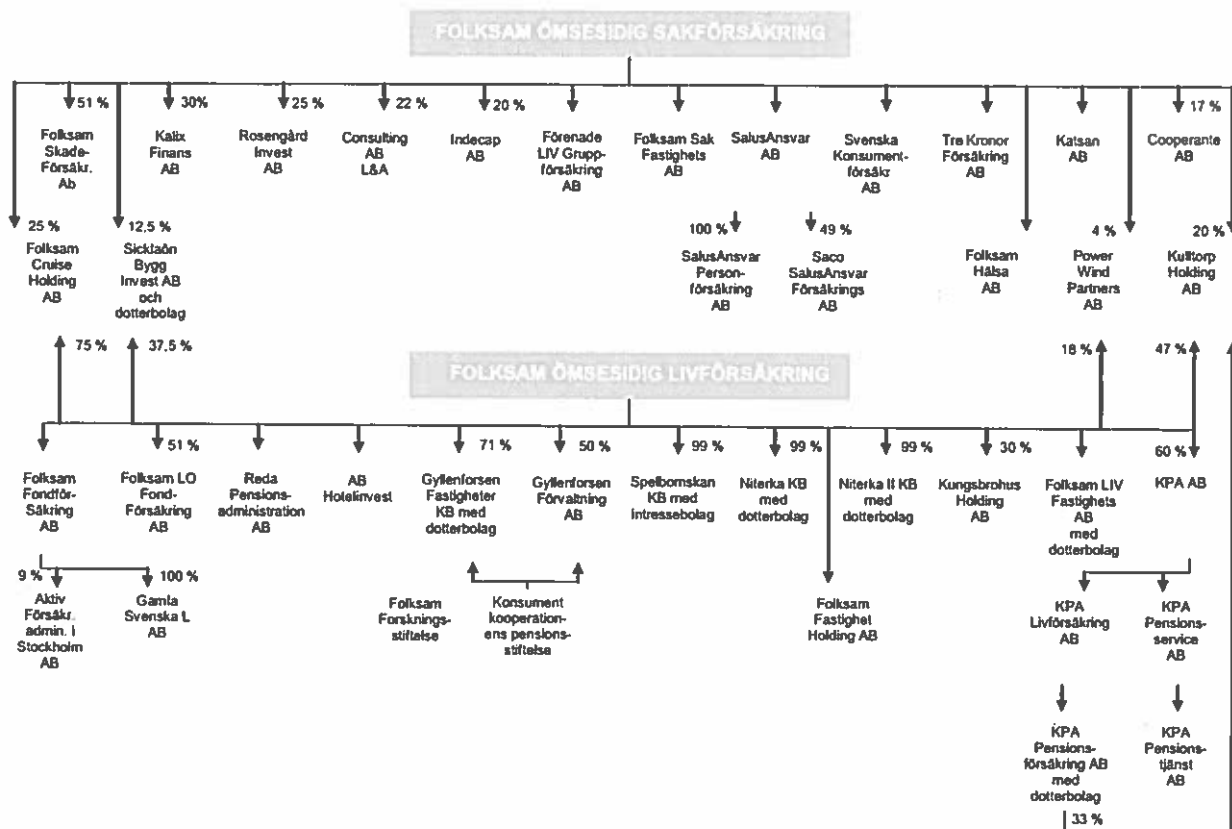 FOLKSAM ÖMSESIDIG SAKFÖRSÄKRING
51 %
30%
25 %
22 %
20 %
17 %
Folksam
Skade-
Försäkr.
Ab
Kalix
Finans
AB
Rosengård
Invest
AB
Consulting
AB
L&A
Indecap
AB
Förenade
LIV Grupp-
försäkring
AB
Folksam Sak
Fastighets
AB
SalusAnsvar
AB
Svenska
Konsument-
försäkr
AB
Tre Kronor
Försäkring
AB
Katsan
AB
Cooperante
AB
25 %
Folksam
Cruise
Holding
AB
12,5 %
Sicklaön
Bygg
Invest AB
och
dotterbolag
100 %
SalusAnsvar
Person-
försäkring
AB
49 %
Saco
SalusAnsvar
Försäkrings
AB
Folksam
Hälsa
AB
4 %
Power
Wind
Partners
AB
20 %
Kulltorp
Holding
AB
75 %
37,5 %
18 %
47 %
FOLKSAM ÖMSESIDIG LIVFÖRSÄKRING
51 %
71 %
50 %
99 %
99 %
99 %
30 %
60 %
Folksam
Fondför-
Säkring
AB
Folksam LO
Fond-
Försäkring
AB
Reda
Pensions-
administration
AB
AB
Hotelinvest
Gyllenforsen
Fastigheter
KB med
dotterbolag
Gyllenforsen
Förvaltning
AB
Spelbomskan
KB med
intressebolag
Niterka KB
med
dotterbolag
Niterka II KB
med
dotterbolag
Kungsbrohus
Holding
AB
Folksam LIV
Fastighets
AB
med
dotterbolag
KPA AB
9 %
Aktiv
Försäkr.
admin. i
Stockholm
AB
100 %
Gamla
Svenska L
AB
Folksam
Forsknings-
stiftelse
Konsument
kooperation-
ens pensions-
stiftelse
Folksam
Fastighet
Holding AB
KPA
Livförsäkring
AB
KPA
Pensions-
service
AB
KPA
Pensions-
försäkring AB
med
dotterbolag
KPA
Pensions-
tjänst
AB
33 %